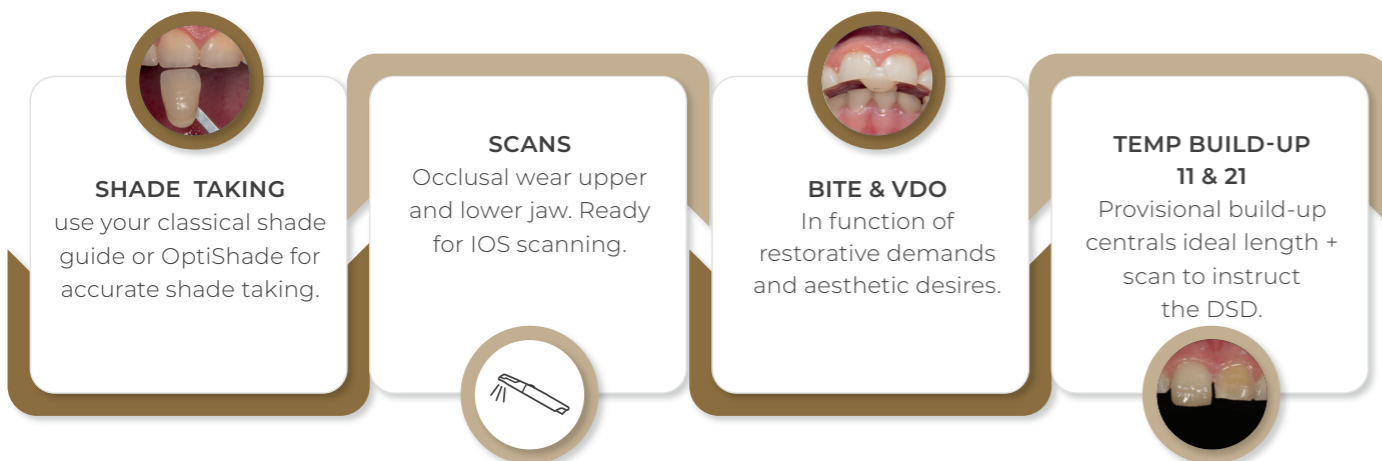 SHADE TAKING
use your classical shade
guide or OptiShade for
accurate shade taking.
SCANS
Occlusal wear upper
and lower jaw. Ready
for IOS scanning.
BITE & VDO
In function of
restorative demands
and aesthetic desires.
TEMP BUILD-UP
11 & 21
Provisional build-up
centrals ideal length +
scan to instruct
the DSD.